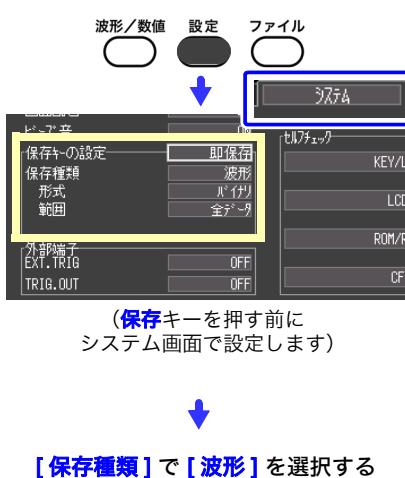 波形/数値 設定 ファイル
システム
ビープ音
保存キーの設定 即保存
保存種類 波形
形式 バイナリ
範囲 全データ
外部端子
EXT.TRIG OFF
TRIG.OUT OFF
セルフチェック
KEY/L
LCD
ROM/R
CF
(保存キーを押す前に
システム画面で設定します)
[ 保存種類 ] で [ 波形 ] を選択する